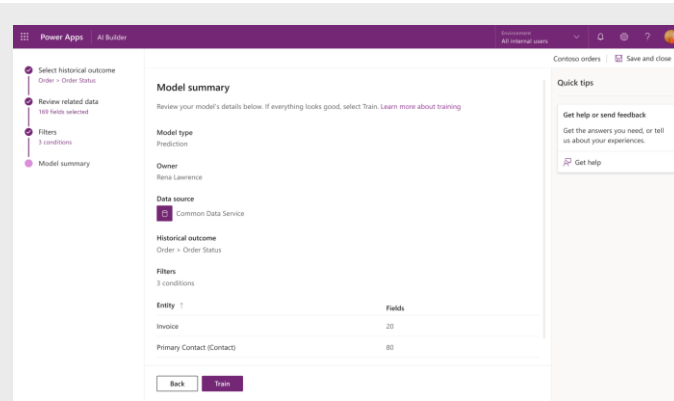 Power Apps AI Builder
Environment
All internal users
?
Contoso orders Save and close
Select historical outcome
Order > Order Status
Review related data
169 fields selected
Filters
3 conditions
Model summary
Model summary
Review your model's details below. If everything looks good, select Train. Learn more about training
Model type
Prediction
Owner
Rena Lawrence
Data source
Common Data Service
Historical outcome
Order > Order Status
Filters
3 conditions
Entity ↑ Fields
Invoice 20
Primary Contact (Contact) 80
Back Train
Quick tips
Get help or send feedback
Get the answers you need, or tell
us about your experiences.
Get help